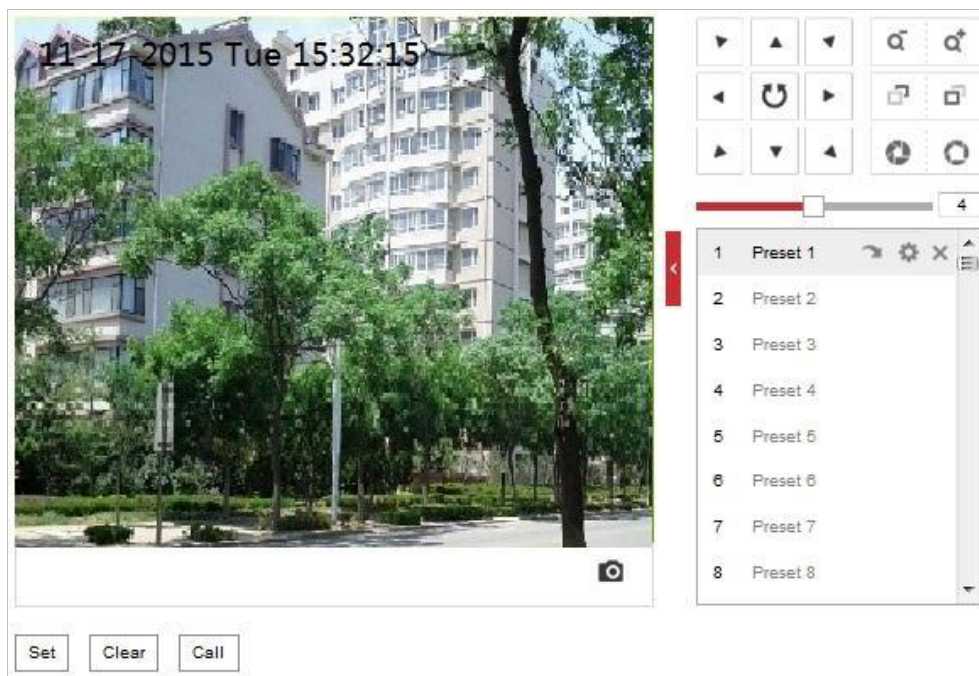 11-17-2015 Tue 15:32:15
4
1 Preset 1
2 Preset 2
3 Preset 3
4 Preset 4
5 Preset 5
6 Preset 6
7 Preset 7
8 Preset 8
Set Clear Call